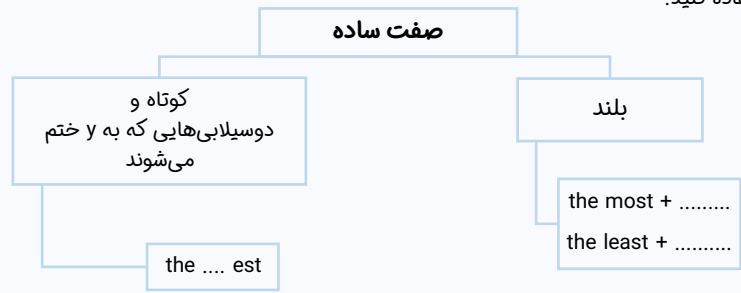 صفت ساده
بلند
the most + .........
the least + ..........
کوتاه و
دوسیلابی‌هایی که به y ختم
می‌شوند
the .... est